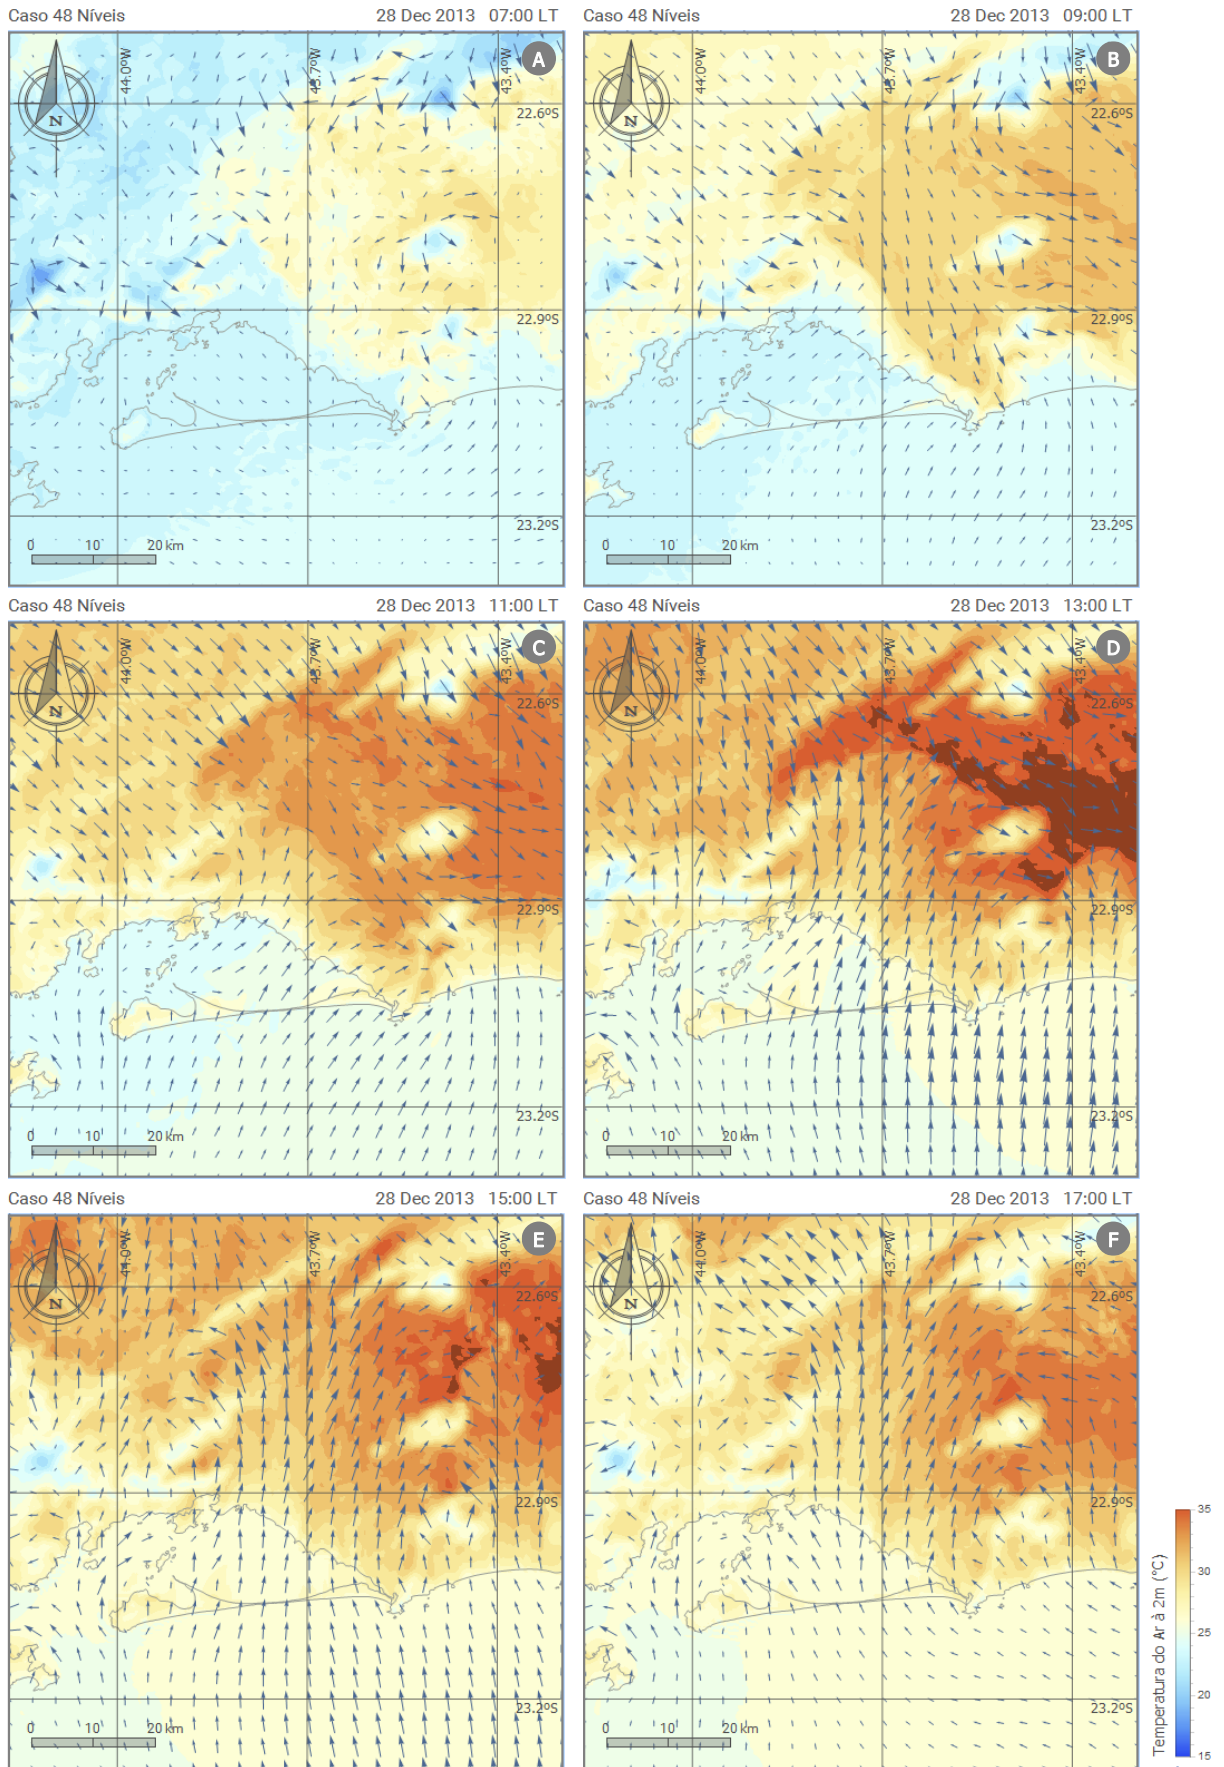 Caso 48 Níveis 28 Dec 2013 07:00 LT
A
44.0ºW
43.7ºW
43.4ºW
N
22.6ºS
22.9ºS
23.2ºS
0 10 20 km
Caso 48 Níveis 28 Dec 2013 09:00 LT
B
44.0ºW
43.7ºW
43.4ºW
N
22.6ºS
22.9ºS
23.2ºS
0 10 20 km
Caso 48 Níveis 28 Dec 2013 11:00 LT
C
44.0ºW
43.7ºW
43.4ºW
N
22.6ºS
22.9ºS
23.2ºS
0 10 20 km
Caso 48 Níveis 28 Dec 2013 13:00 LT
D
44.0ºW
43.7ºW
43.4ºW
N
22.6ºS
22.9ºS
23.2ºS
0 10 20 km
Caso 48 Níveis 28 Dec 2013 15:00 LT
E
44.0ºW
43.7ºW
43.4ºW
N
22.6ºS
22.9ºS
23.2ºS
0 10 20 km
Caso 48 Níveis 28 Dec 2013 17:00 LT
F
44.0ºW
43.7ºW
43.4ºW
N
22.6ºS
22.9ºS
23.2ºS
0 10 20 km
Temperatura do Ar à 2m (°C)
35
30
25
20
15